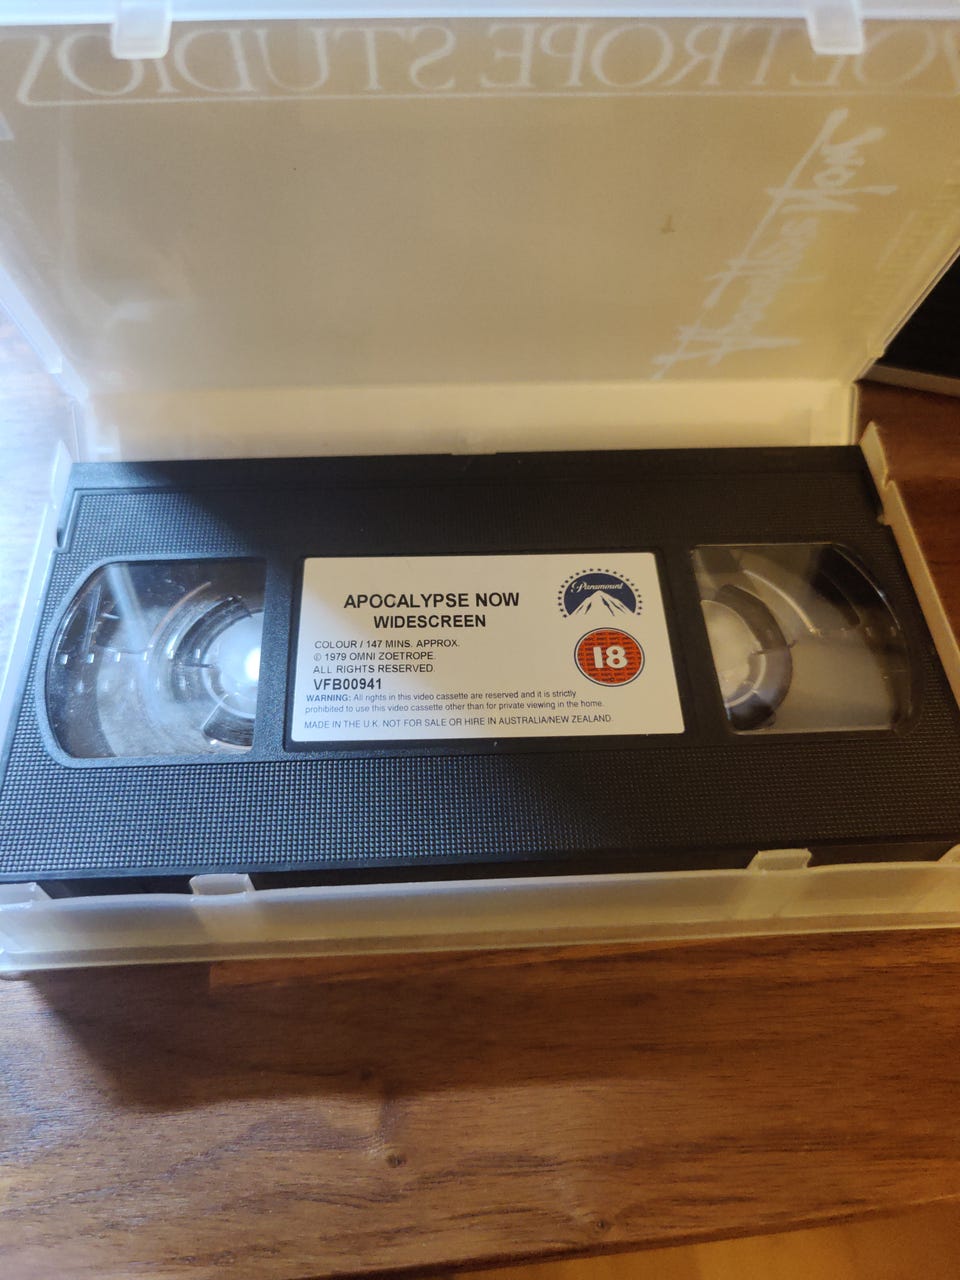 ZOETROPE STUDIOS
Apocalypse Now
APOCALYPSE NOW
WIDESCREEN
Paramount
COLOUR / 147 MINS. APPROX.
© 1979 OMNI ZOETROPE.
ALL RIGHTS RESERVED.
18
VFB00941
WARNING: All rights in this video cassette are reserved and it is strictly
prohibited to use this video cassette other than for private viewing in the home.
MADE IN THE U.K. NOT FOR SALE OR HIRE IN AUSTRALIA/NEW ZEALAND.